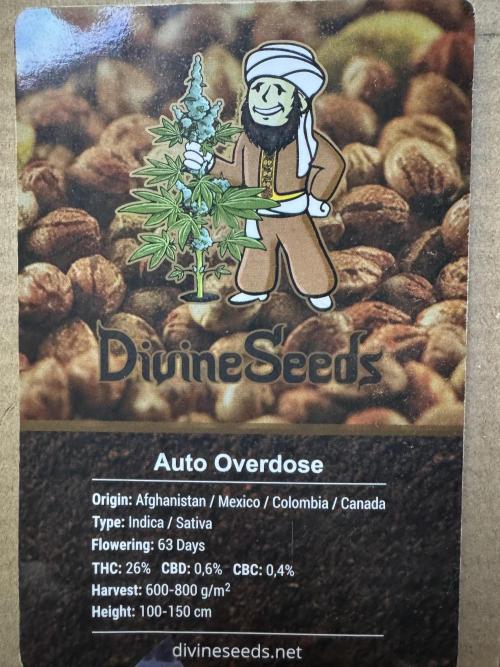 DivineSeeds
Auto Overdose
Origin: Afghanistan / Mexico / Colombia / Canada
Type: Indica / Sativa
Flowering: 63 Days
THC: 26% CBD: 0,6% CBC: 0,4%
Harvest: 600-800 g/m²
Height: 100-150 cm
divineseeds.net